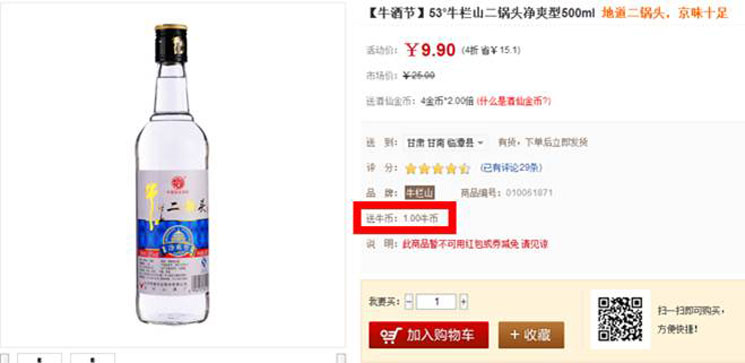 【牛酒节】53°牛栏山二锅头净爽型500ml 地道二锅头，京味十足
活动价：￥9.90 (4折 省￥15.1)
市场价：￥25.00
送酒仙金币：4金币*2.00倍 (什么是酒仙金币?)
送 到：甘肃 甘南 临潭县 有货，下单后立即发货
评 分： (已有评论29条)
品 牌：牛栏山 商品编号：010051871
送牛币：1.00牛币
说 明：此商品暂不可用红包或券减免 请见谅
我要买： - 1 +
加入购物车 + 收藏
扫一扫即可购买，
方便快捷！
二锅头